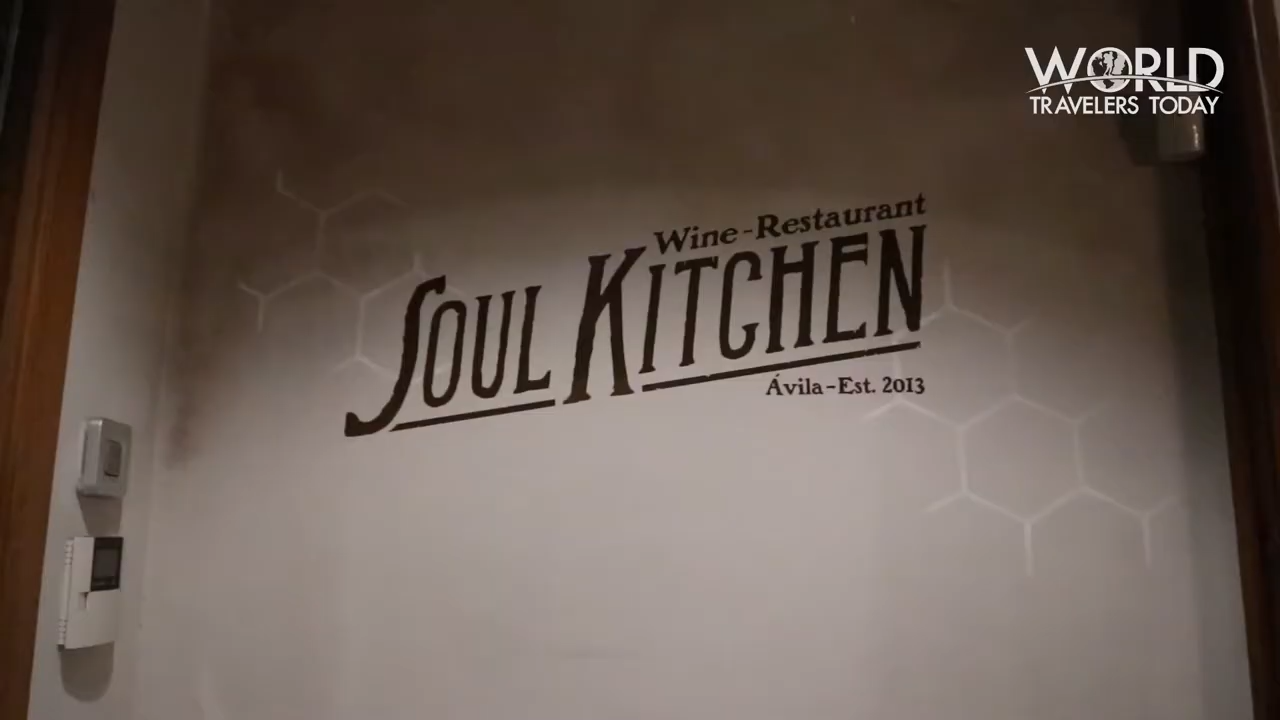 WORLD
TRAVELERS TODAY
Wine-Restaurant
SOUL KITCHEN
Ávila-Est. 2013